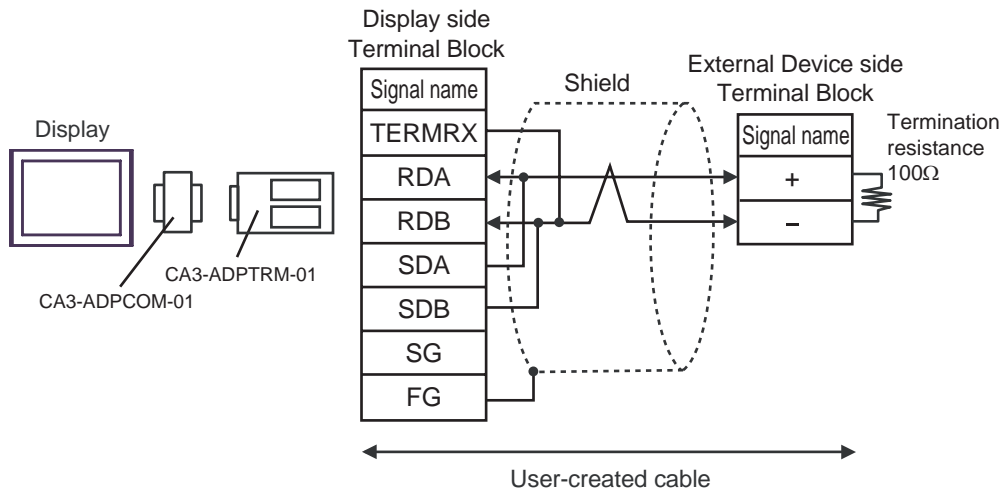 Display side
Terminal Block
Signal name
TERMRX
RDA
RDB
SDA
SDB
SG
FG
Shield
External Device side
Terminal Block
Signal name
+
−
Termination
resistance
100Ω
Display
CA3-ADPTRM-01
CA3-ADPCOM-01
User-created cable